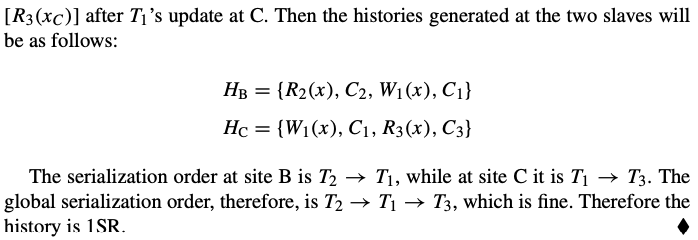 [R3(xC)] after T1's update at C. Then the histories generated at the two slaves will
be as follows:
HB = {R2(x), C2, W1(x), C1}
HC = {W1(x), C1, R3(x), C3}
The serialization order at site B is T2 → T1, while at site C it is T1 → T3. The
global serialization order, therefore, is T2 → T1 → T3, which is fine. Therefore the
history is 1SR. ♦